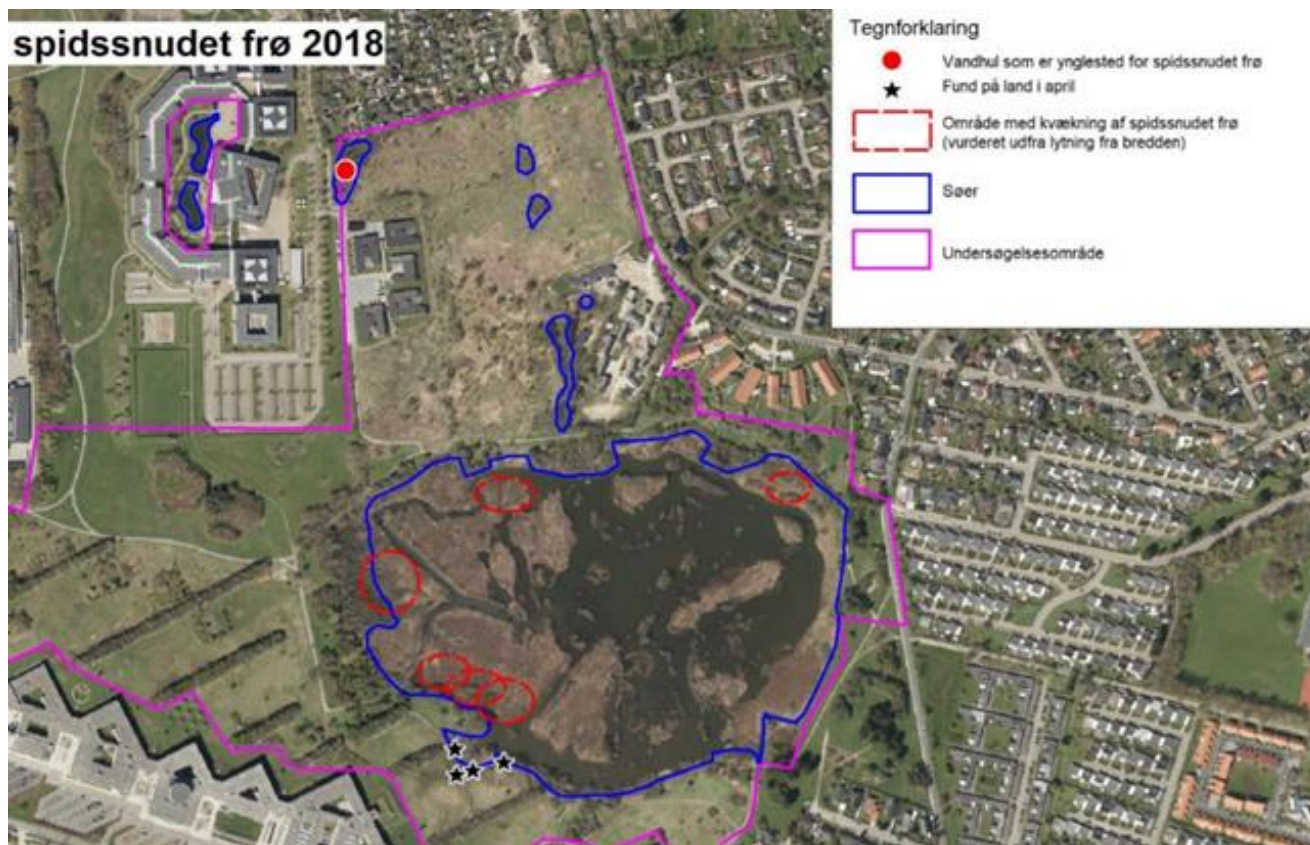 spidssnudet frø 2018
Tegnforklaring
Vandhul som er ynglested for spidssnudet frø
Fund på land i april
Område med kvækning af spidssnudet frø
(vurderet udfra lytning fra bredden)
Søer
Undersøgelsesområde